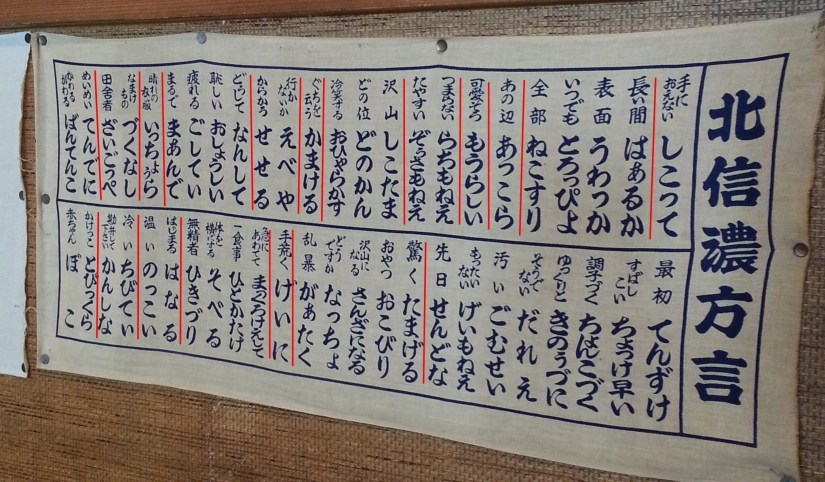 北信濃方言
手におえない しこって
長い間 はぁるか
表面 うわっか
いつでも とろっぴょ
全部 ねこすり
あの辺 あっこら
可愛そう もうらしい
つまらない らちもねえ
たやすい ぞうさもねえ
沢山 しこたま
どの位 どのかん
冷笑する おひゃらかす
ぐちを云う かまける
行かないか えべや
からかう せせる
どうして なんして
恥しい おしょうしい
疲れる ごしてい
まるで まあんで
晴れの衣服 いっちょうら
なまけもの づくなし
田舎者 ざいごうぺ
めいめい てんでに
かわるがわる ばんてんこ
最初 てんずけ
すばしこい ちょっけ早い
調子づく ちょんこづく
ゆっくりと きのうづに
そうでない だれえ
汚い ごむせい
もったいない げいもねえ
先日 せんどな
驚く たまげる
おやつ おこびり
沢山になる さんざになる
どうですか なっちょ
乱暴 があたく
手荒く げいに
急にあわてて まくろけえして
一食事 ひとかたけ
体を横にする そべる
無精者 ひきづり
はじまる はなる
温い のっこい
冷い ちびてい
勘弁して下さい かんしな
かけっこ とびっくら
赤ちゃん ぼこ